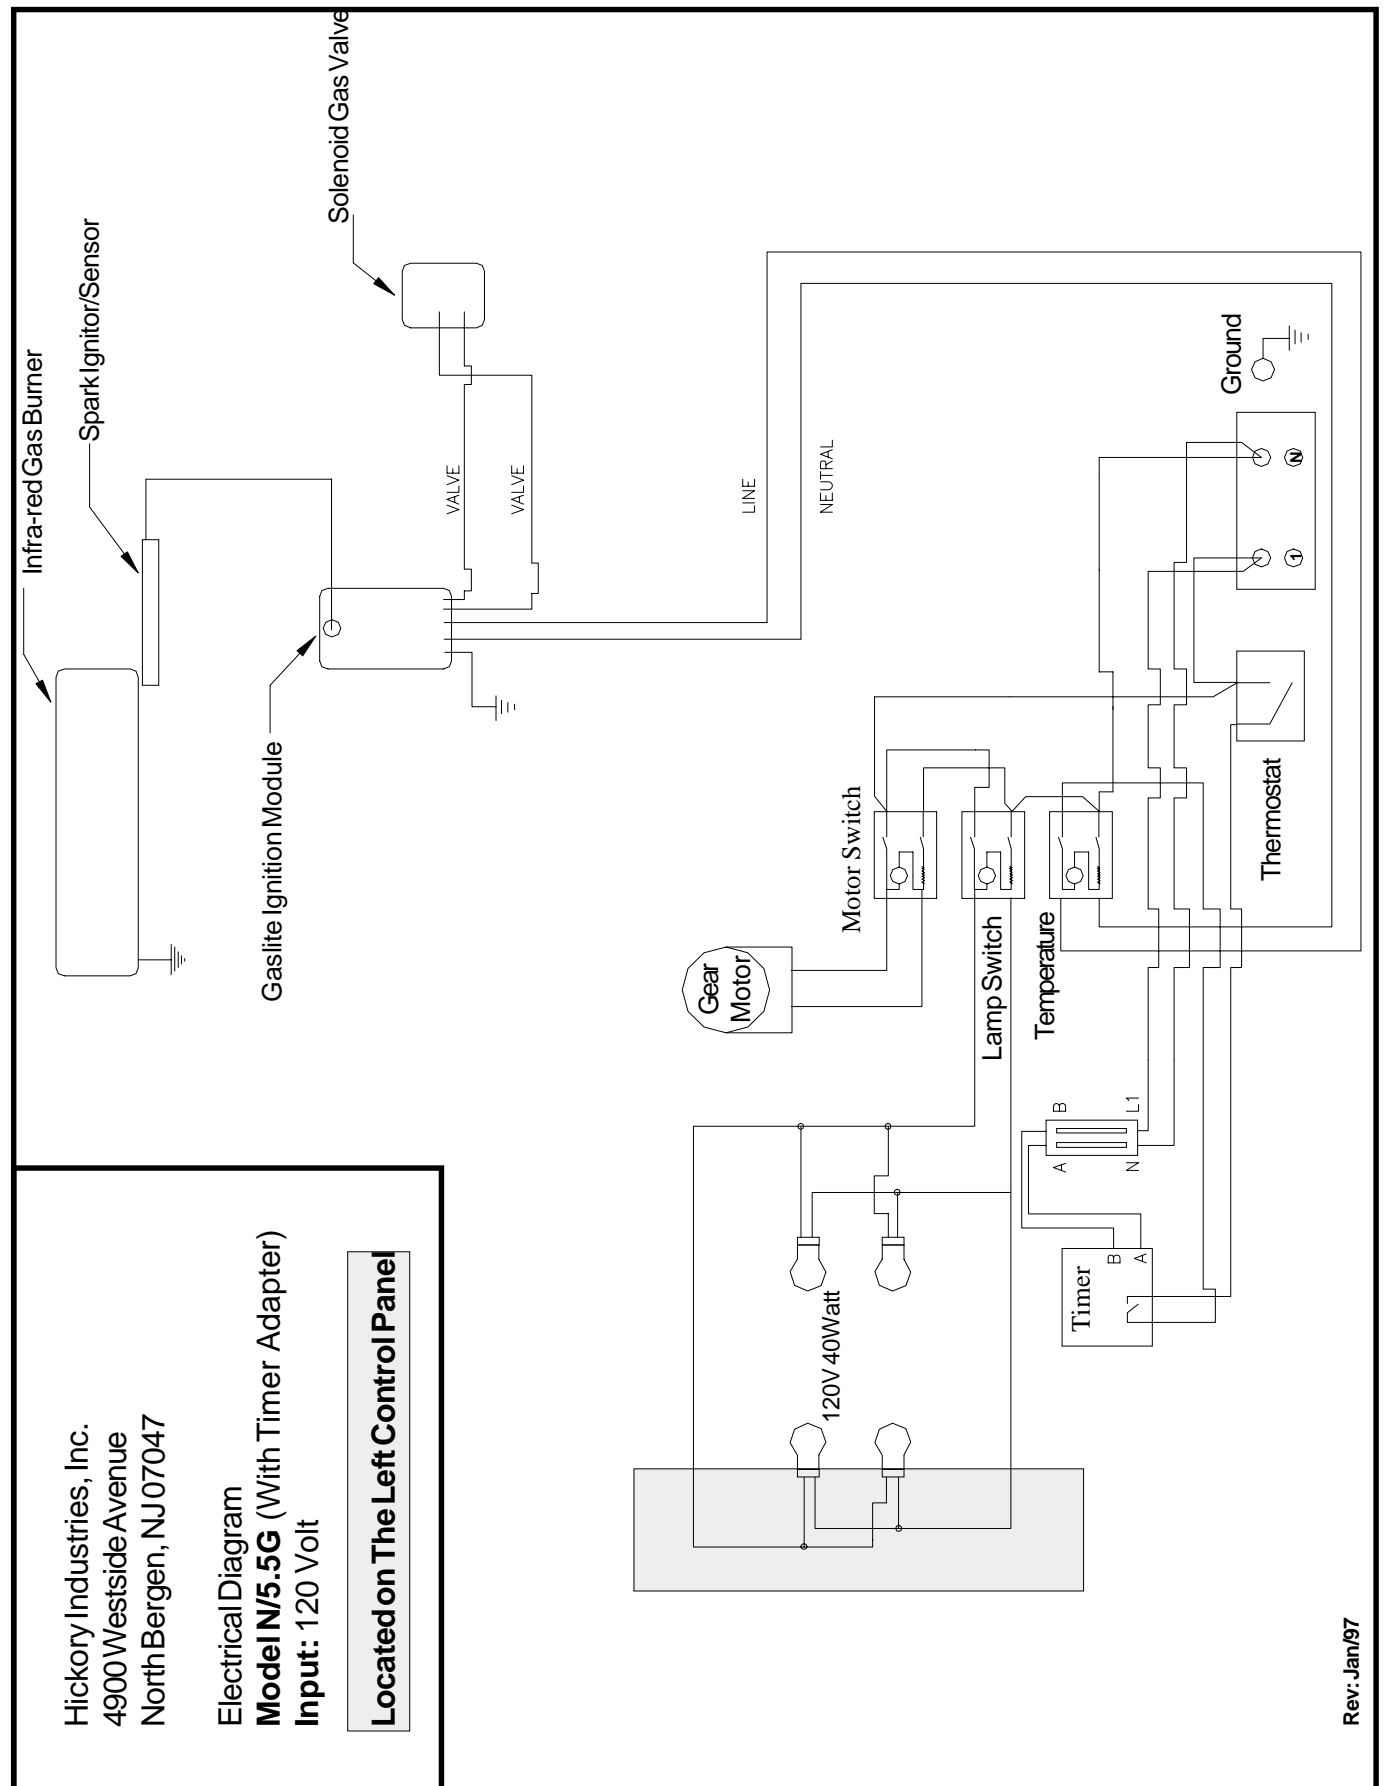 Hickory Industries, Inc.
4900 Westside Avenue
North Bergen, NJ 07047
Electrical Diagram
Model N/5.5G (With Timer Adapter)
Input: 120 Volt
Located on The Left Control Panel
Infra-red Gas Burner
Spark Ignitor/Sensor
Solenoid Gas Valve
Gaslite Ignition Module
VALVE
VALVE
LINE
NEUTRAL
Gear
Motor
Motor Switch
Lamp Switch
Temperature
Thermostat
Ground
1
N
120V 40Watt
A
B
N
L1
Timer
B
A
Rev: Jan/97